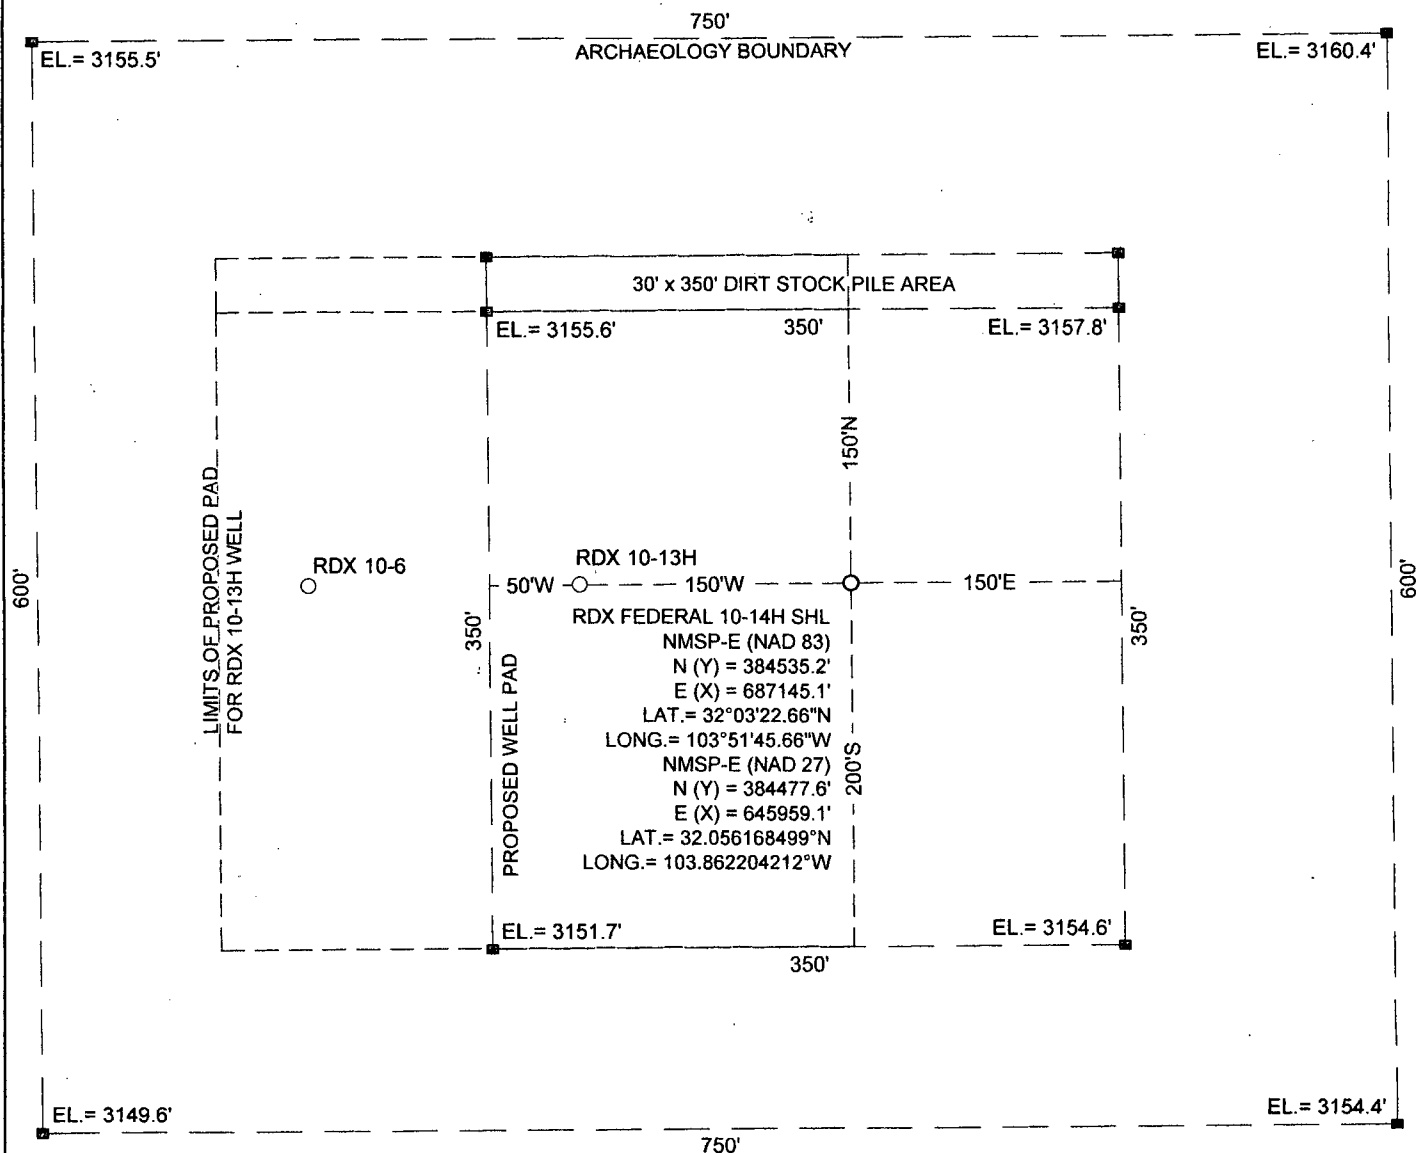 750'
ARCHAEOLOGY BOUNDARY
EL.= 3155.5'
EL.= 3160.4'
30' x 350' DIRT STOCK PILE AREA
EL.= 3155.6'
350'
EL.= 3157.8'
150'N
LIMITS OF PROPOSED PAD
FOR RDX 10-13H WELL
RDX 10-6
RDX 10-13H
50'W
150'W
150'E
600'
600'
350'
350'
PROPOSED WELL PAD
RDX FEDERAL 10-14H SHL
NMSP-E (NAD 83)
N (Y) = 384535.2'
E (X) = 687145.1'
LAT.= 32°03'22.66"N
LONG.= 103°51'45.66"W
NMSP-E (NAD 27)
N (Y) = 384477.6'
E (X) = 645959.1'
LAT.= 32.056168499°N
LONG.= 103.862204212°W
200'S
EL.= 3151.7'
EL.= 3154.6'
350'
EL.= 3149.6'
EL.= 3154.4'
750'